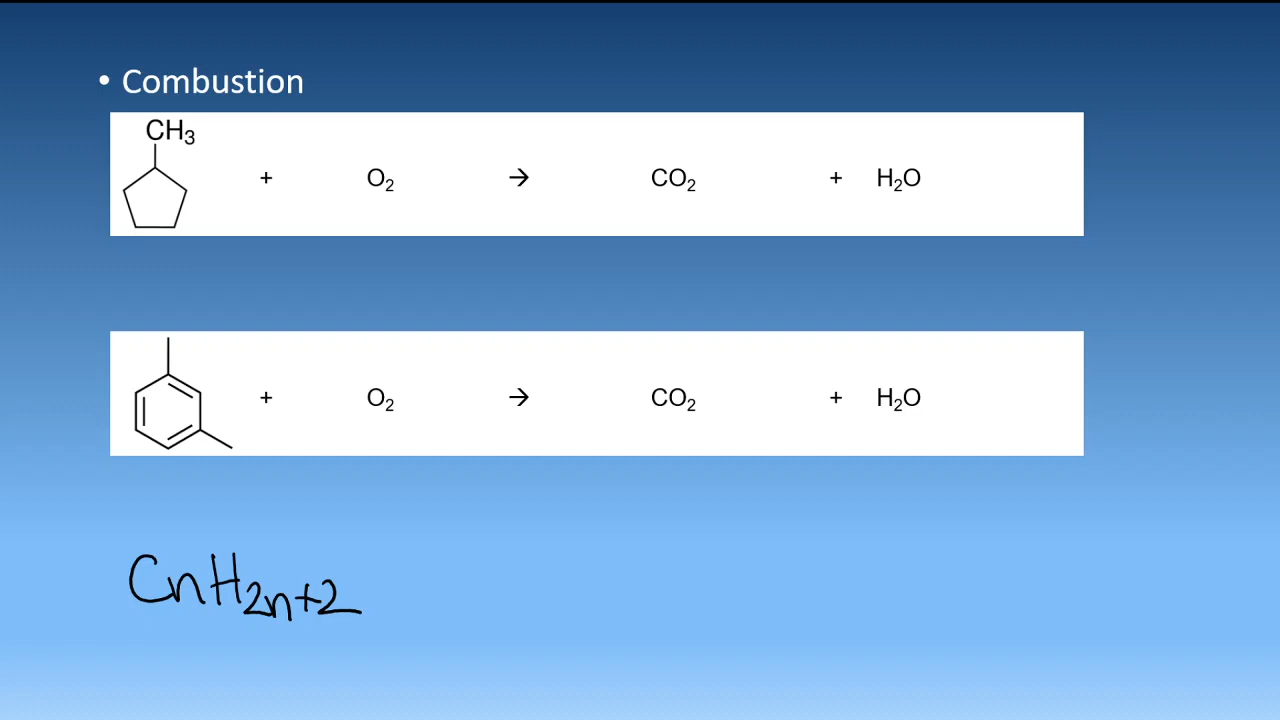 • Combustion
CH₃
+ O₂ → CO₂ + H₂O
+ O₂ → CO₂ + H₂O
CnH₂ₙ₊₂